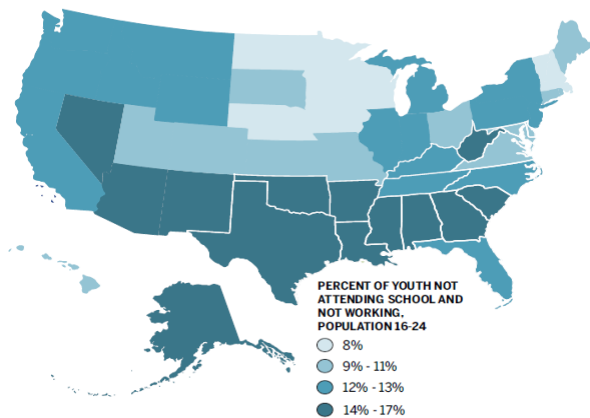 PERCENT OF YOUTH NOT
ATTENDING SCHOOL AND
NOT WORKING,
POPULATION 16-24
8%
9% - 11%
12% - 13%
14% - 17%